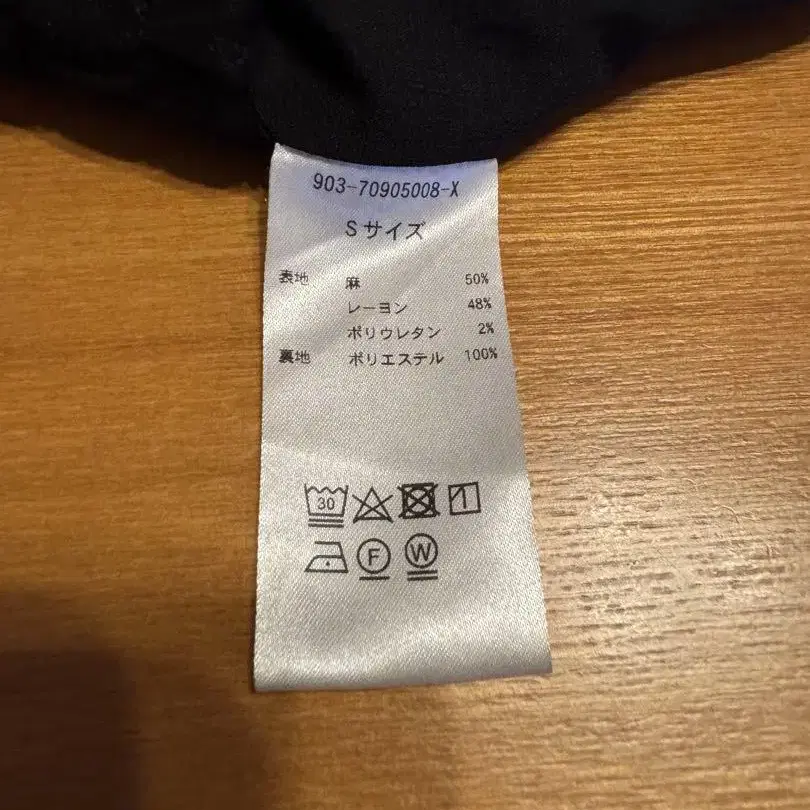 903-70905008-X
Sサイズ
表地 麻 50%
レーヨン 48%
ポリウレタン 2%
裏地 ポリエステル 100%
30
F W